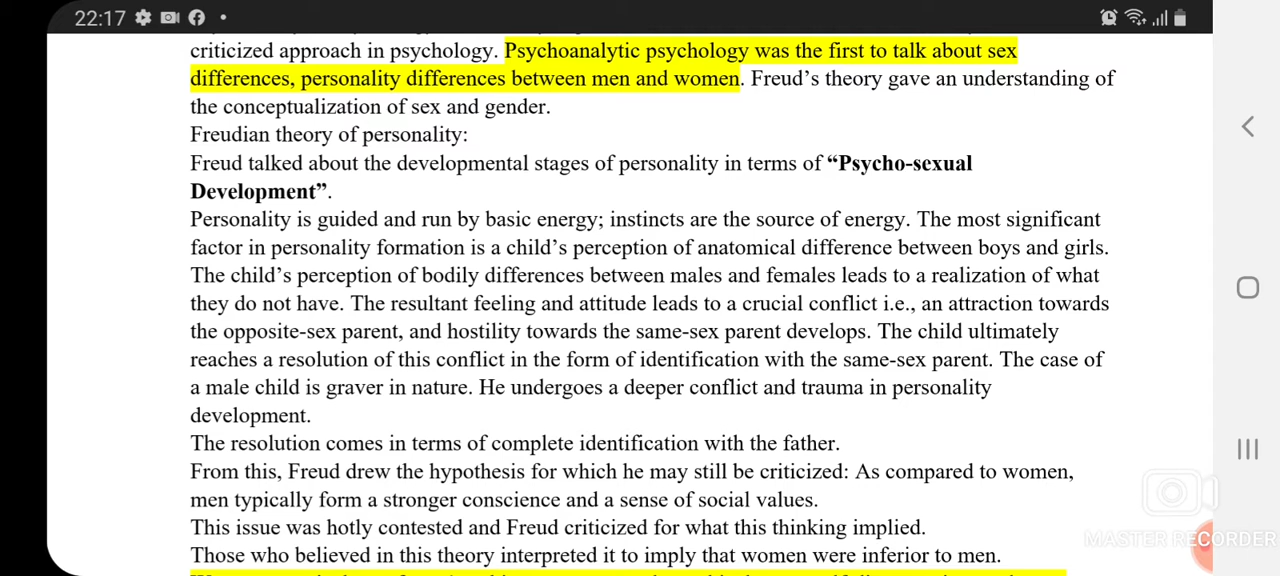 22:17
criticized approach in psychology. Psychoanalytic psychology was the first to talk about sex
differences, personality differences between men and women. Freud’s theory gave an understanding of
the conceptualization of sex and gender.
Freudian theory of personality:
Freud talked about the developmental stages of personality in terms of “Psycho-sexual
Development”.
Personality is guided and run by basic energy; instincts are the source of energy. The most significant
factor in personality formation is a child’s perception of anatomical difference between boys and girls.
The child’s perception of bodily differences between males and females leads to a realization of what
they do not have. The resultant feeling and attitude leads to a crucial conflict i.e., an attraction towards
the opposite-sex parent, and hostility towards the same-sex parent develops. The child ultimately
reaches a resolution of this conflict in the form of identification with the same-sex parent. The case of
a male child is graver in nature. He undergoes a deeper conflict and trauma in personality
development.
The resolution comes in terms of complete identification with the father.
From this, Freud drew the hypothesis for which he may still be criticized: As compared to women,
men typically form a stronger conscience and a sense of social values.
This issue was hotly contested and Freud criticized for what this thinking implied.
Those who believed in this theory interpreted it to imply that women were inferior to men.
MASTER RECORDER